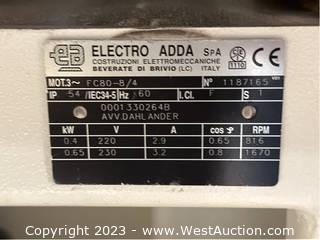 ea ELECTRO ADDA SpA
COSTRUZIONI ELETTROMECCANICHE
BEVERATE DI BRIVIO (LC) ITALY
CE
MOT.3~ FC80-8/4 N° 1187165
IP 54 /IEC34-5 Hz 60 I.Cl. F S 1
0001330264B
AVV.DAHLANDER
kW V A cos φ RPM
0.4 220 2.9 0.65 816
0.65 230 3.2 0.8 1670
Copyright © 2023 - www.WestAuction.com